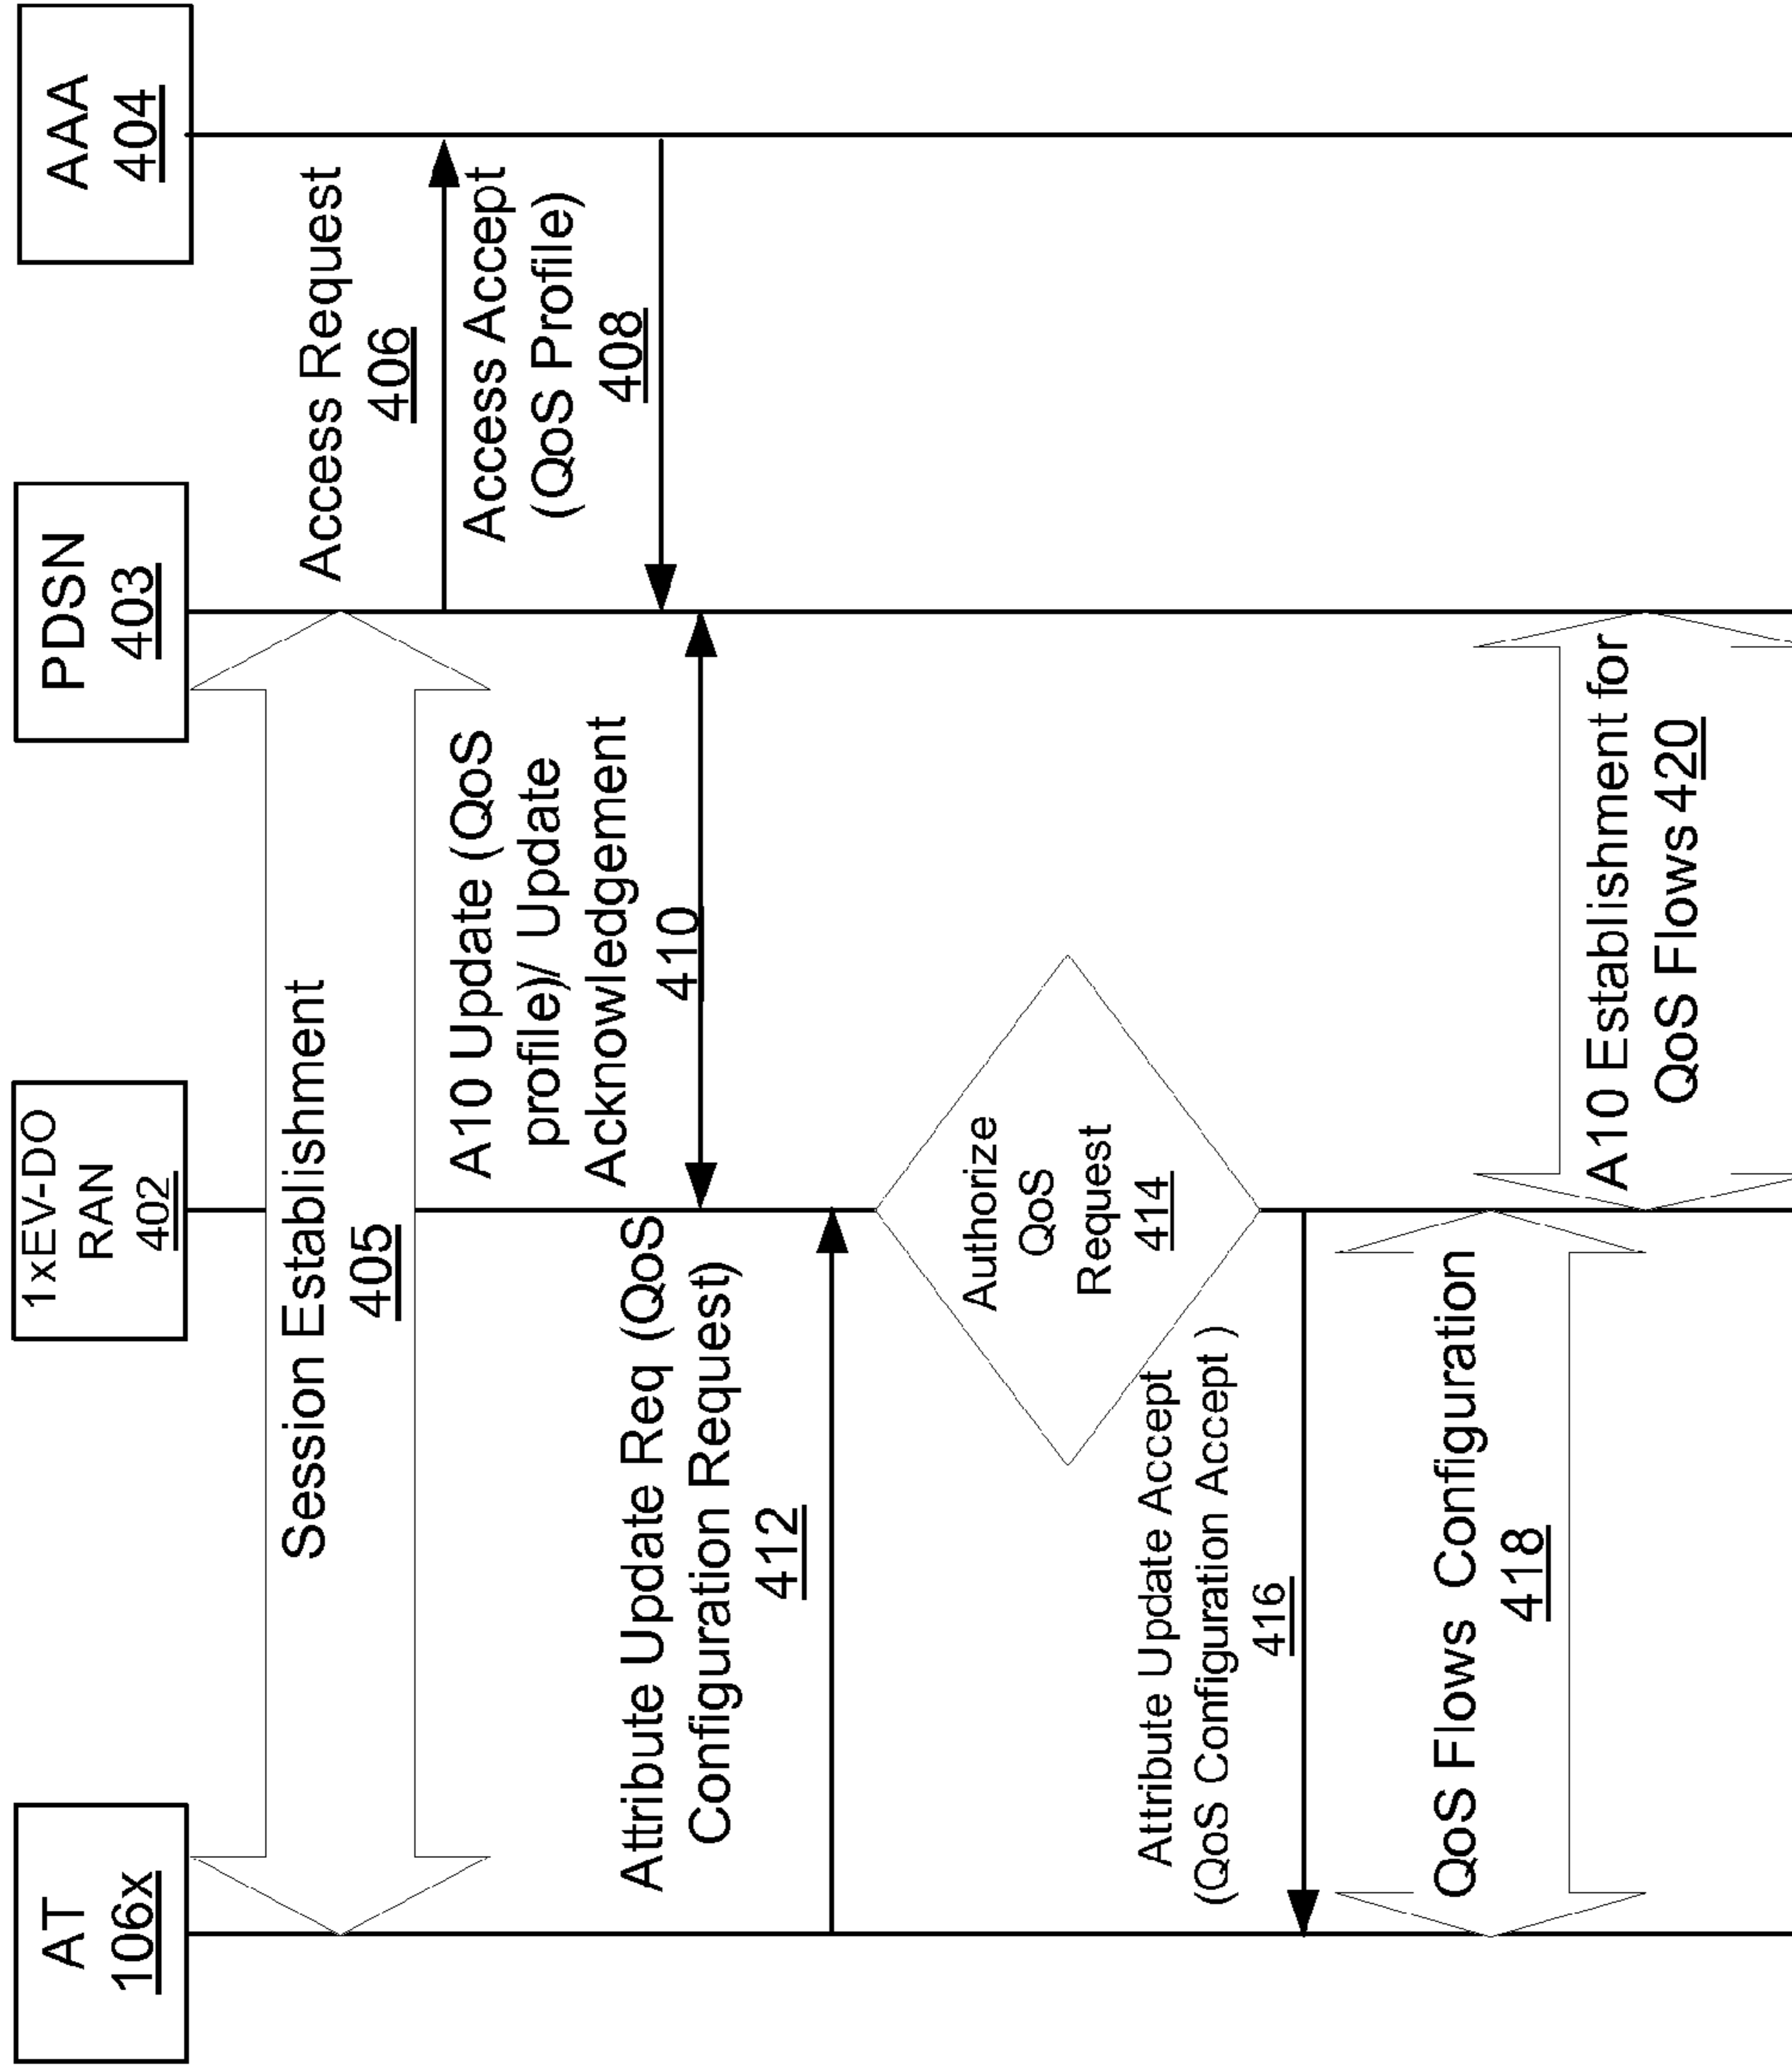 AT
106x
1xEV-DO
RAN
402
PDSN
403
AAA
404
Session Establishment
405
Access Request
406
Access Accept
(QoS Profile)
408
A10 Update (QoS
profile)/ Update
Acknowledgement
410
Attribute Update Req (QoS
Configuration Request)
412
Authorize
QoS
Request
414
Attribute Update Accept
(QoS Configuration Accept )
416
QoS Flows Configuration
418
A10 Establishment for
QoS Flows 420